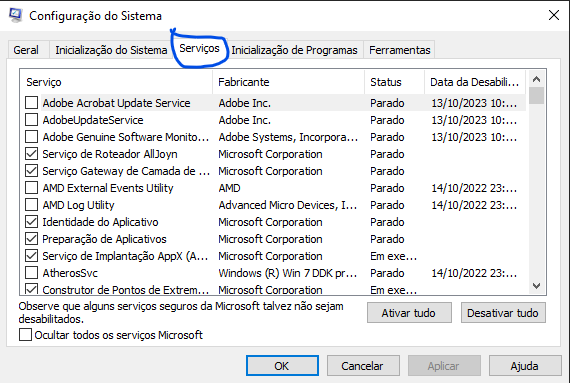 Configuração do Sistema
Geral Inicialização do Sistema Serviços Inicialização de Programas Ferramentas
Serviço Fabricante Status Data da Desabili...
Adobe Acrobat Update Service Adobe Inc. Parado 13/10/2023 10:...
AdobeUpdateService Adobe Inc. Parado 13/10/2023 10:...
Adobe Genuine Software Monito... Adobe Systems, Incorpora... Parado 13/10/2023 10:...
Serviço de Roteador AllJoyn Microsoft Corporation Parado
Serviço Gateway de Camada de ... Microsoft Corporation Parado
AMD External Events Utility AMD Parado 14/10/2022 23:...
AMD Log Utility Advanced Micro Devices, I... Parado 14/10/2022 23:...
Identidade do Aplicativo Microsoft Corporation Parado
Preparação de Aplicativos Microsoft Corporation Parado
Serviço de Implantação AppX (A... Microsoft Corporation Em exe...
AtherosSvc Windows (R) Win 7 DDK pr... Parado 14/10/2022 23:...
Construtor de Pontos de Extrem... Microsoft Corporation Em exe...
Observe que alguns serviços seguros da Microsoft talvez não sejam
desabilitados.
Ativar tudo Desativar tudo
Ocultar todos os serviços Microsoft
OK Cancelar Aplicar Ajuda